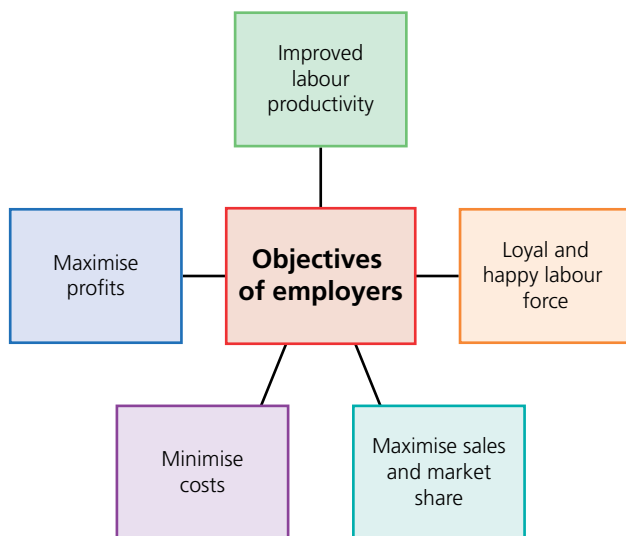 Improved
labour
productivity
Maximise
profits
Objectives
of employers
Loyal and
happy labour
force
Minimise
costs
Maximise sales
and market
share